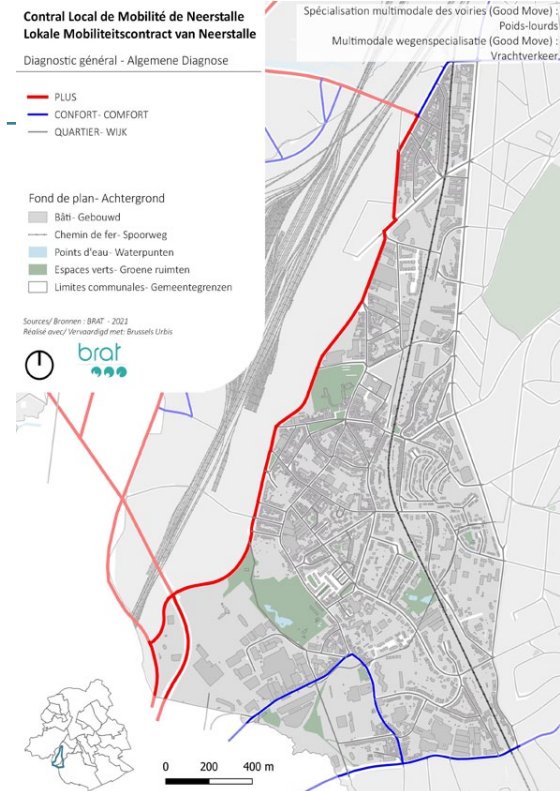 Contral Local de Mobilité de Neerstalle
Lokale Mobiliteitscontract van Neerstalle
Diagnostic général - Algemene Diagnose
PLUS
CONFORT- COMFORT
QUARTIER- WIJK
Fond de plan- Achtergrond
Bâti- Gebouwd
Chemin de fer- Spoorweg
Points d'eau- Waterpunten
Espaces verts- Groene ruimten
Limites communales- Gemeentegrenzen
Sources/ Bronnen : BRAT - 2021
Réalisé avec/ Vervaardigd met: Brussels Urbis
brat
Spécialisation multimodale des voiries (Good Move) :
Poids-lourds
Multimodale wegenspecialisatie (Good Move) :
Vrachtverkeer
0 200 400 m